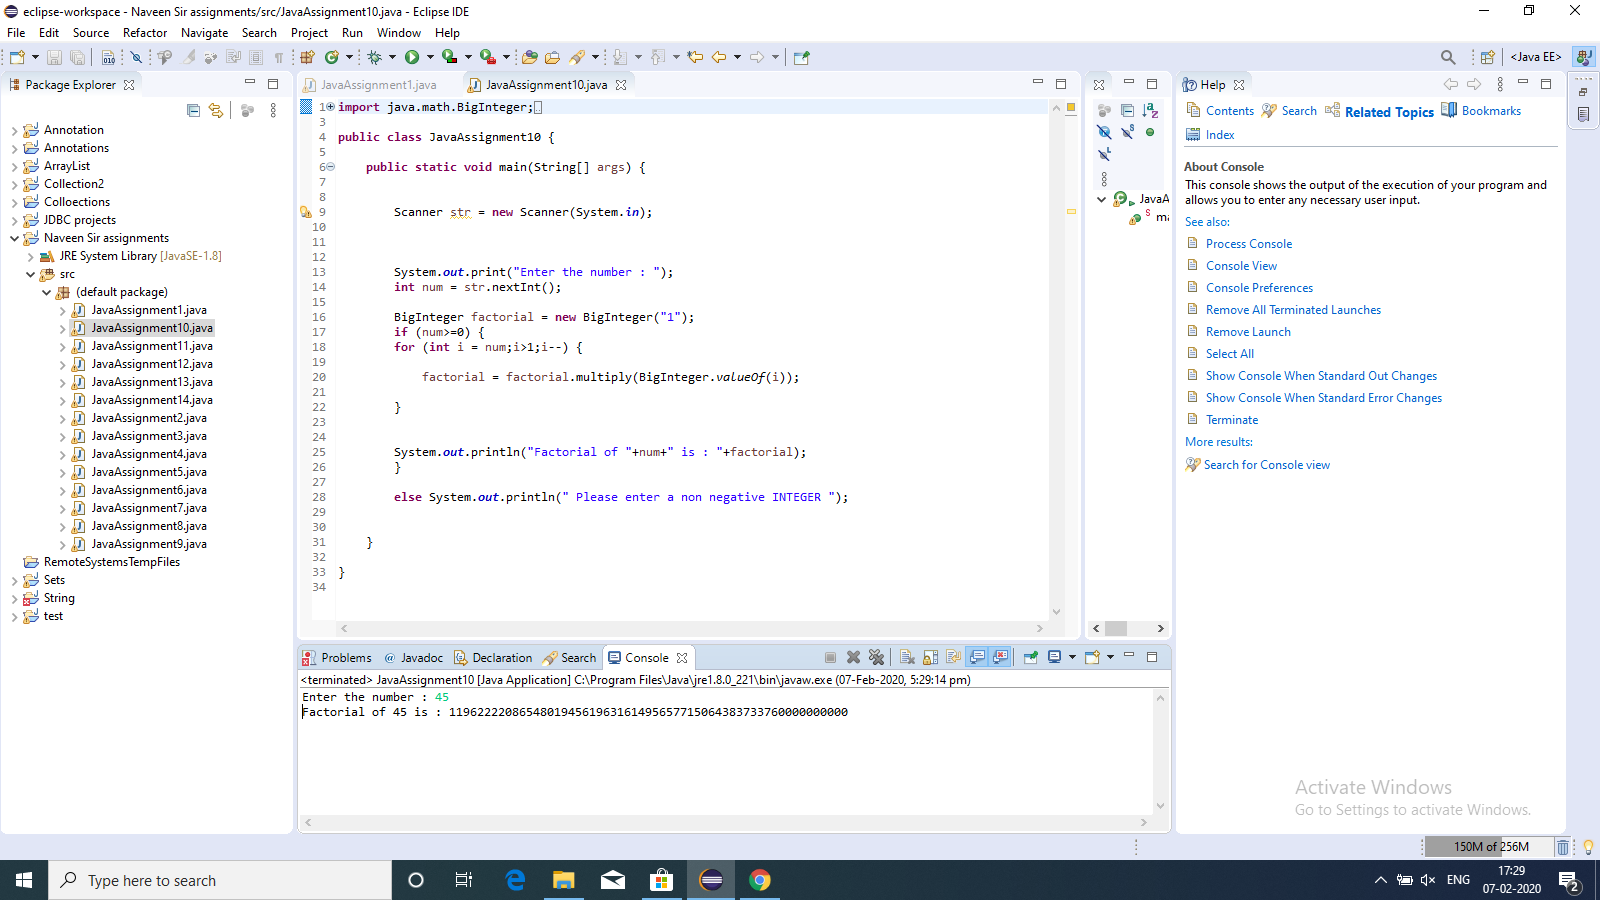 eclipse-workspace - Naveen Sir assignments/src/JavaAssignment10.java - Eclipse IDE
File Edit Source Refactor Navigate Search Project Run Window Help
<Java EE>
Package Explorer
Annotation
Annotations
ArrayList
Collection2
Colloections
JDBC projects
Naveen Sir assignments
JRE System Library [JavaSE-1.8]
src
(default package)
JavaAssignment1.java
JavaAssignment10.java
JavaAssignment11.java
JavaAssignment12.java
JavaAssignment13.java
JavaAssignment14.java
JavaAssignment2.java
JavaAssignment3.java
JavaAssignment4.java
JavaAssignment5.java
JavaAssignment6.java
JavaAssignment7.java
JavaAssignment8.java
JavaAssignment9.java
RemoteSystemsTempFiles
Sets
String
test
JavaAssignment1.java JavaAssignment10.java
1 import java.math.BigInteger;
3
4 public class JavaAssignment10 {
5
6 public static void main(String[] args) {
7
8
9 Scanner str = new Scanner(System.in);
10
11
12
13 System.out.print("Enter the number : ");
14 int num = str.nextInt();
15
16 BigInteger factorial = new BigInteger("1");
17 if (num>=0) {
18 for (int i = num;i>1;i--) {
19
20 factorial = factorial.multiply(BigInteger.valueOf(i));
21
22 }
23
24
25 System.out.println("Factorial of "+num+" is : "+factorial);
26 }
27
28 else System.out.println(" Please enter a non negative INTEGER ");
29
30
31 }
32
33 }
34
JavaA
S ma
Problems @ Javadoc Declaration Search Console
<terminated> JavaAssignment10 [Java Application] C:\Program Files\Java\jre1.8.0_221\bin\javaw.exe (07-Feb-2020, 5:29:14 pm)
Enter the number : 45
Factorial of 45 is : 119622220865480194561963161495657715064383733760000000000
Help
Contents Search Related Topics Bookmarks
Index
About Console
This console shows the output of the execution of your program and
allows you to enter any necessary user input.
See also:
Process Console
Console View
Console Preferences
Remove All Terminated Launches
Remove Launch
Select All
Show Console When Standard Out Changes
Show Console When Standard Error Changes
Terminate
More results:
Search for Console view
Activate Windows
Go to Settings to activate Windows.
150M of 256M
Type here to search
ENG
17:29
07-02-2020
2